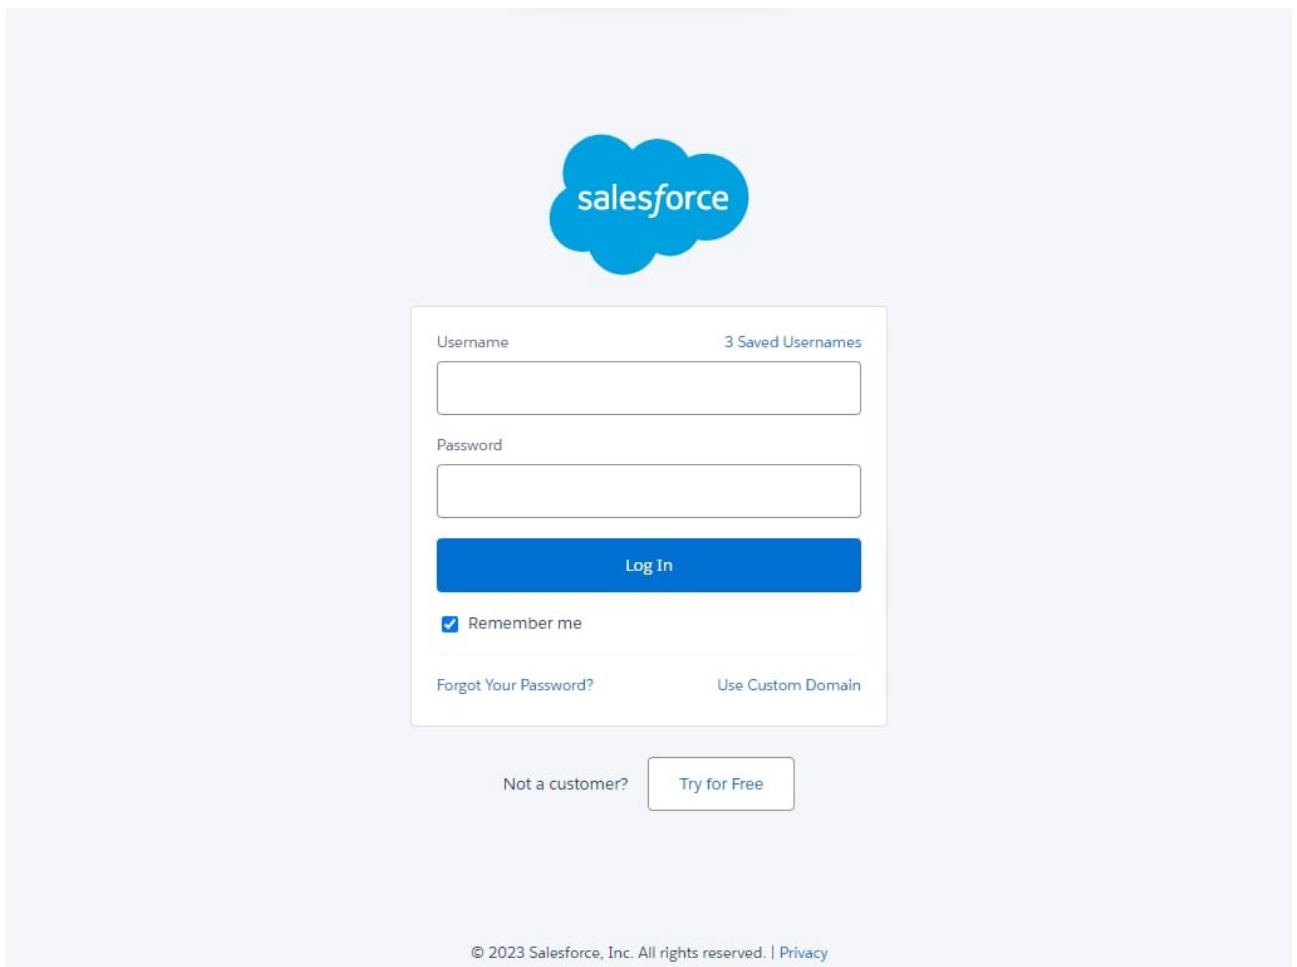 salesforce
Username 3 Saved Usernames
Password
Log In
Remember me
Forgot Your Password? Use Custom Domain
Not a customer? Try for Free
© 2023 Salesforce, Inc. All rights reserved. | Privacy